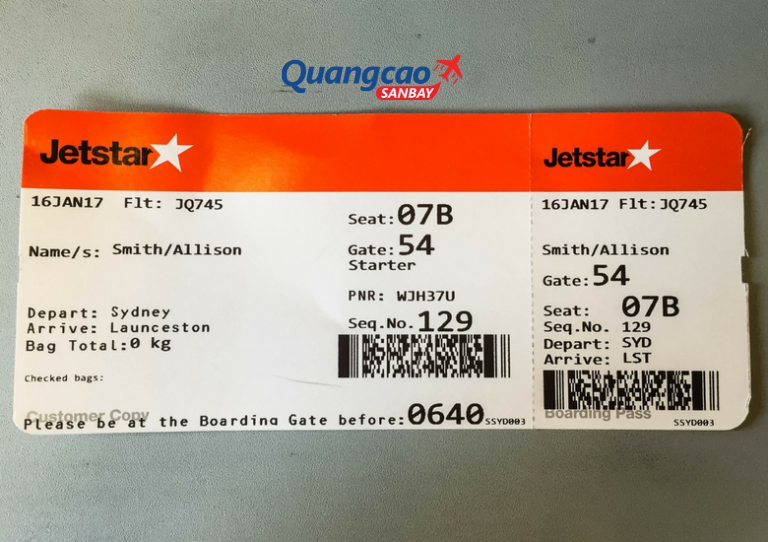 Quangcao
SANBAY
Jetstar
16JAN17 Flt: JQ745
Seat: 07B
Name/s: Smith/Allison
Gate: 54
Starter
PNR: WJH37U
Depart: Sydney
Arrive: Launceston
Seq.No. 129
Bag Total: 0 kg
Checked bags:
Customer Copy
Please be at the Boarding Gate before: 0640 SSYD003
Jetstar
16JAN17 Flt: JQ745
Smith/Allison
Gate: 54
Seat: 07B
Seq.No. 129
Depart: SYD
Arrive: LST
Boarding Pass
SSYD003